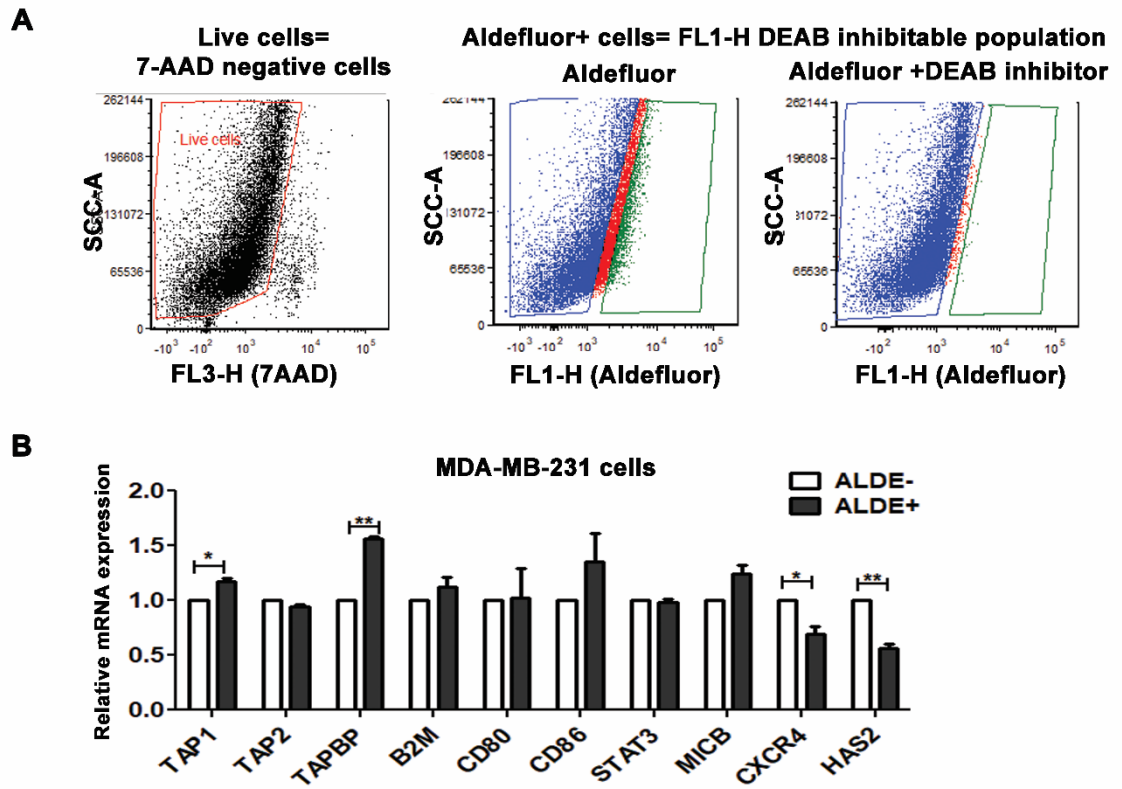 A
Live cells=
7-AAD negative cells
Aldefluor+ cells= FL1-H DEAB inhibitable population
Aldefluor
Aldefluor +DEAB inhibitor
262144
196608
131072
65536
0
-10³ -10² 10³ 10⁴ 10⁵
SCC-A
Live cells
FL3-H (7AAD)
262144
196608
131072
65536
0
-10³ -10² 10³ 10⁴ 10⁵
SCC-A
FL1-H (Aldefluor)
262144
196608
31072
65536
0
-10² 10³ 10⁴ 10⁵
SCC-A
FL1-H (Aldefluor)
B
MDA-MB-231 cells
ALDE-
ALDE+
Relative mRNA expression
2.0
1.5
1.0
0.5
0.0
*
**
*
**
TAP1
TAP2
TAPBP
B2M
CD80
CD86
STAT3
MICB
CXCR4
HAS2